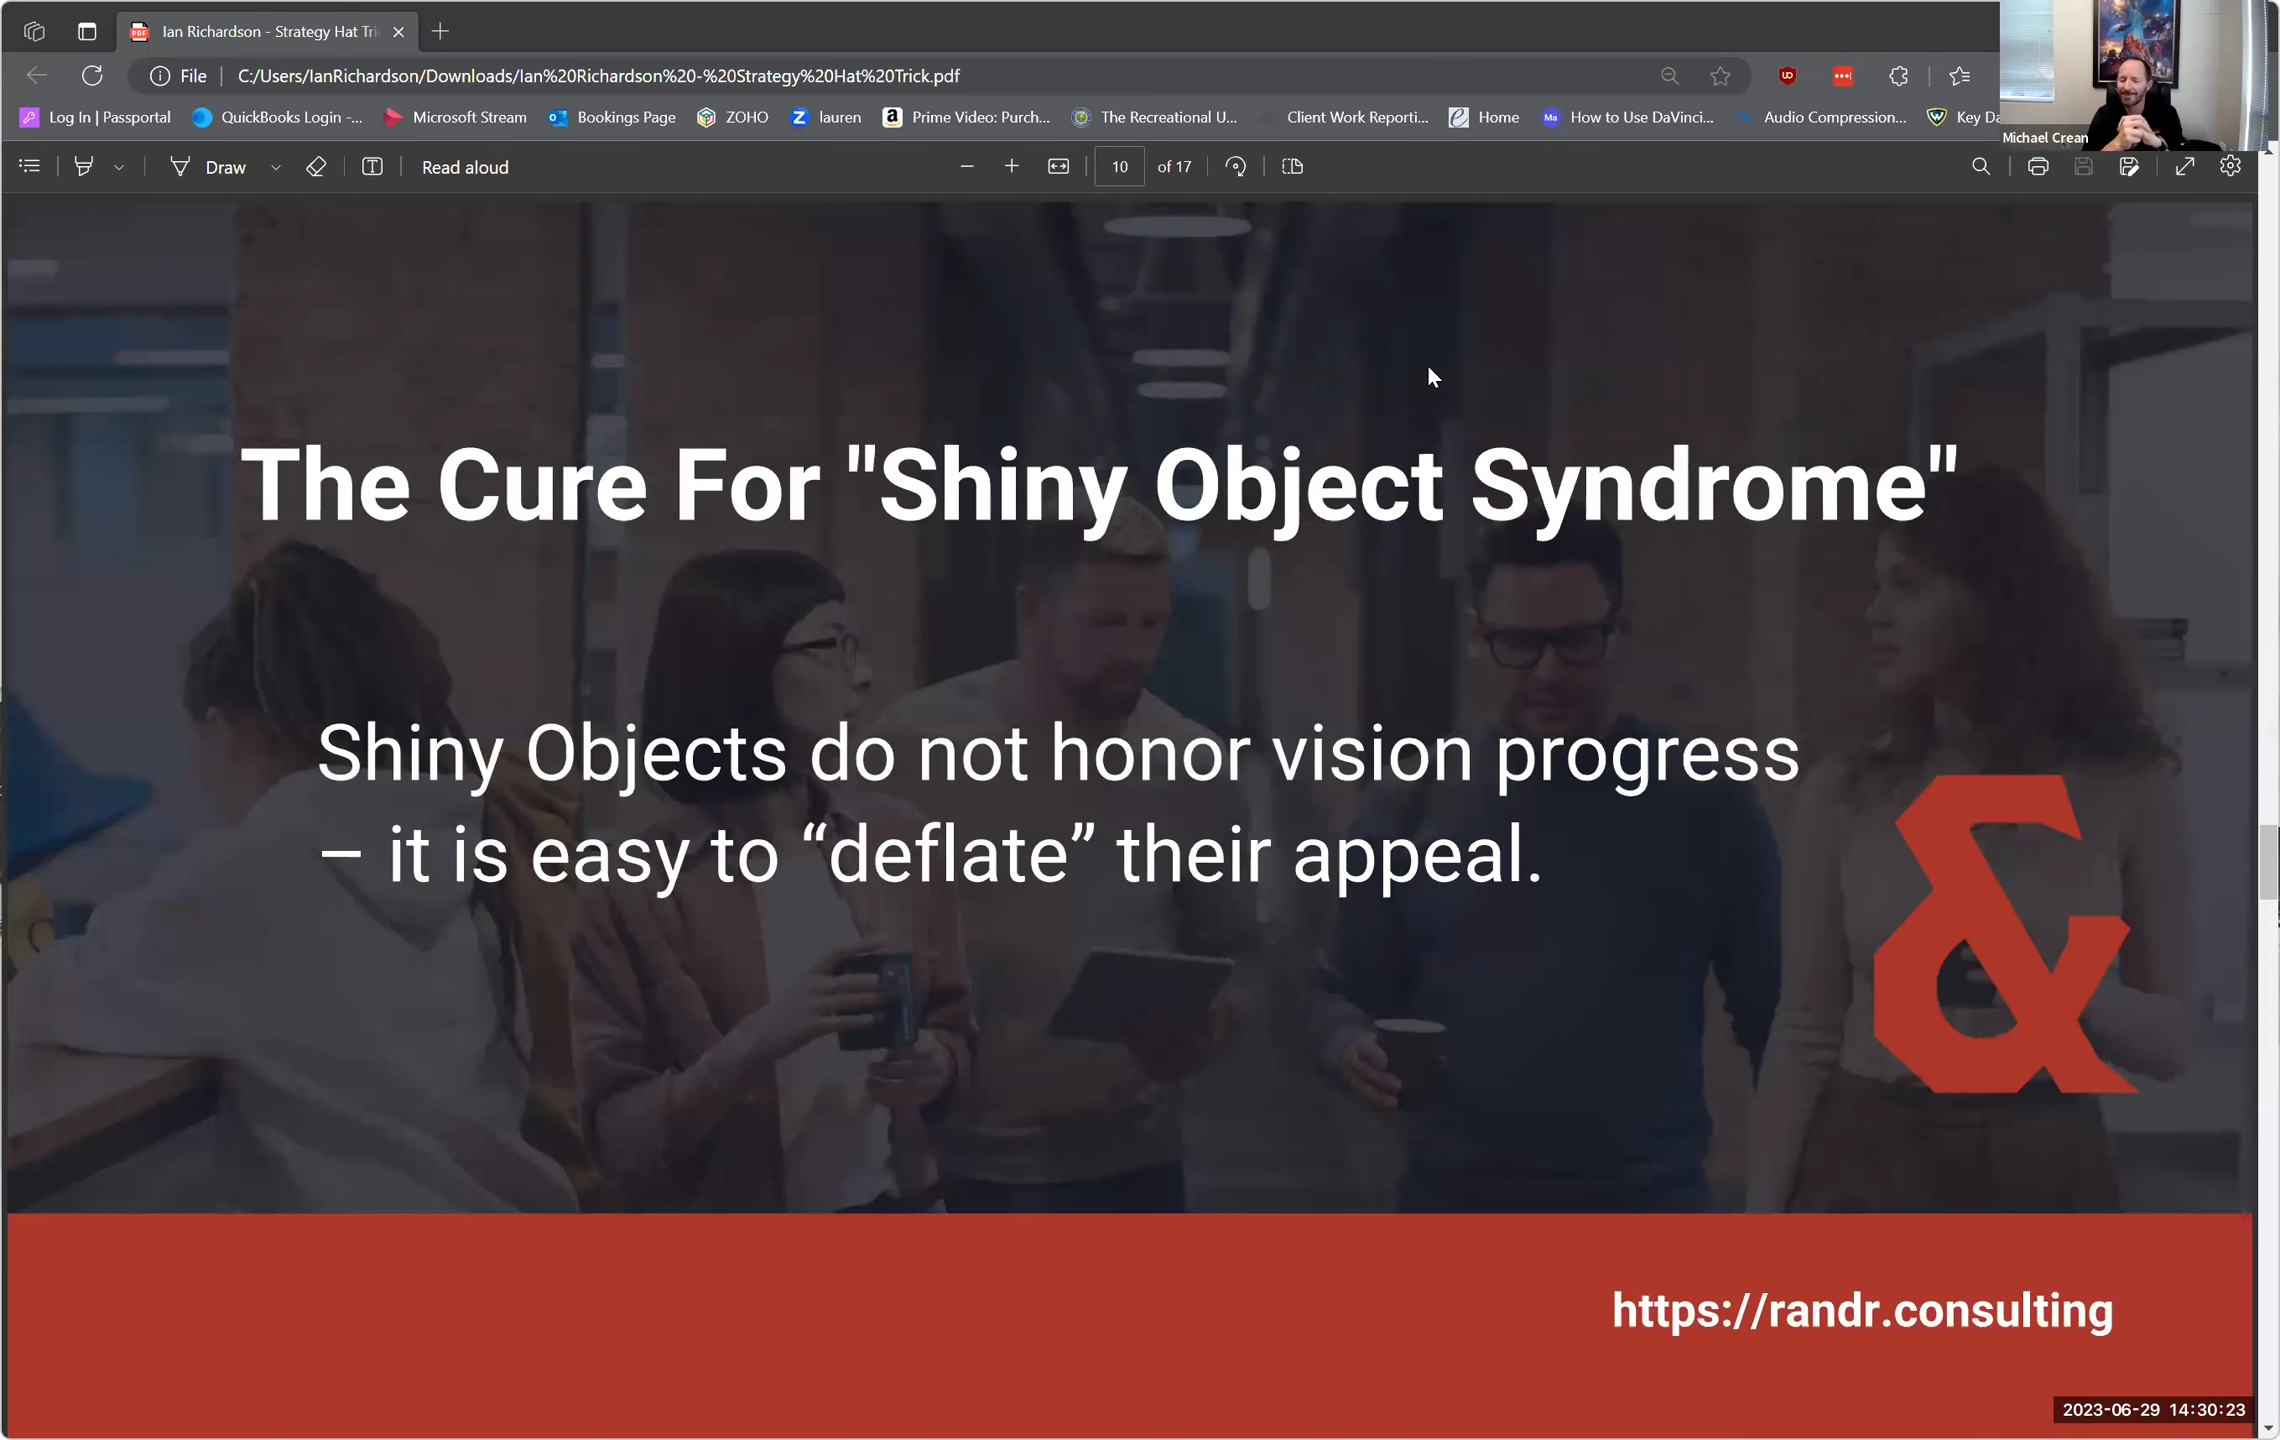 Ian Richardson - Strategy Hat Tri
File
C:/Users/IanRichardson/Downloads/Ian%20Richardson%20-%20Strategy%20Hat%20Trick.pdf
Log In | Passportal QuickBooks Login -... Microsoft Stream Bookings Page ZOHO lauren Prime Video: Purch... The Recreational U... Client Work Reporti... Home How to Use DaVinci... Audio Compression... Key Da
Michael Crean
Draw Read aloud 10 of 17
The Cure For "Shiny Object Syndrome"
Shiny Objects do not honor vision progress
– it is easy to “deflate” their appeal.
&
https://randr.consulting
2023-06-29 14:30:23